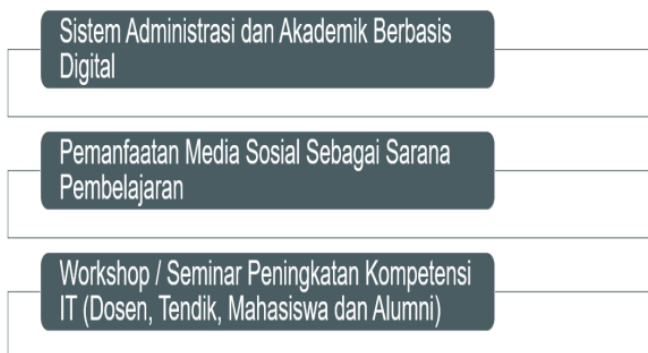 Sistem Administrasi dan Akademik Berbasis
Digital
Pemanfaatan Media Sosial Sebagai Sarana
Pembelajaran
Workshop / Seminar Peningkatan Kompetensi
IT (Dosen, Tendik, Mahasiswa dan Alumni)